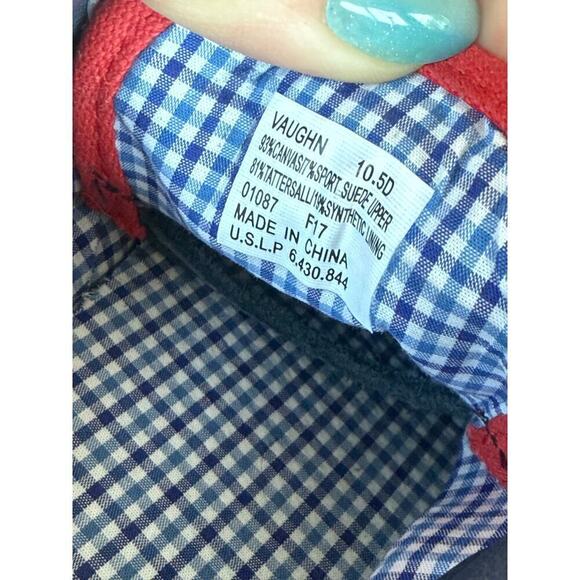 VAUGHN 10.5D
93%CANVAS/7%SPORT SUEDE UPPER
81%TATTERSALL/19%SYNTHETIC LINING
01087 F17
MADE IN CHINA
U.S.L.P 6,430.844